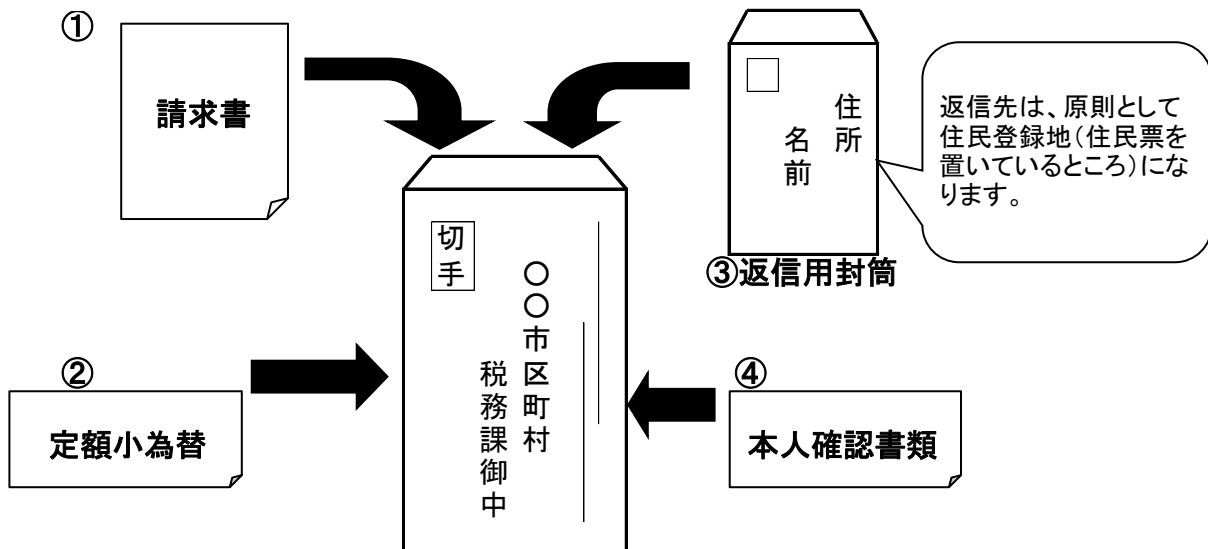 ①
請求書
住所
名前
返信先は、原則として
住民登録地（住民票を
置いているところ）にな
ります。
③返信用封筒
切手
〇〇市区町村
税務課御中
②
定額小為替
④
本人確認書類